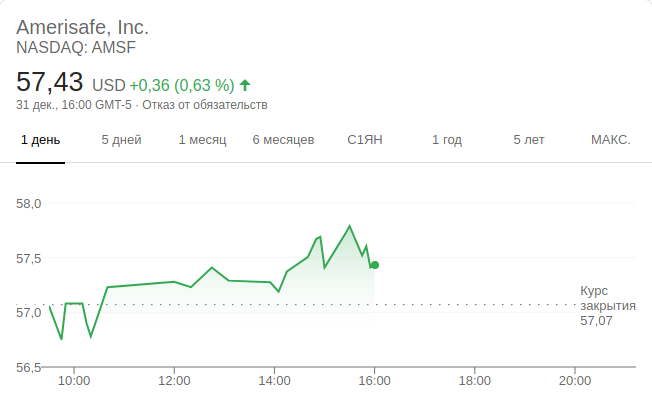 Amerisafe, Inc.
NASDAQ: AMSF
57,43 USD +0,36 (0,63 %)
31 дек., 16:00 GMT-5 · Отказ от обязательств
1 день 5 дней 1 месяц 6 месяцев С1ЯН 1 год 5 лет МАКС.
58,0
57,5
57,0
56,5
Курс
закрытия
57,07
10:00 12:00 14:00 16:00 18:00 20:00